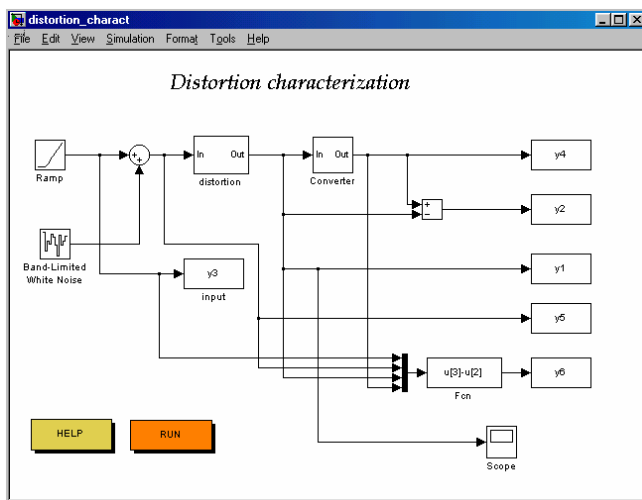 distortion_charact
File Edit View Simulation Format Tools Help
Distortion characterization
Ramp
In Out
distortion
In Out
Converter
y4
y2
Band-Limited
White Noise
y3
input
y1
y5
u[3]-u[2]
Fcn
y6
HELP
RUN
Scope